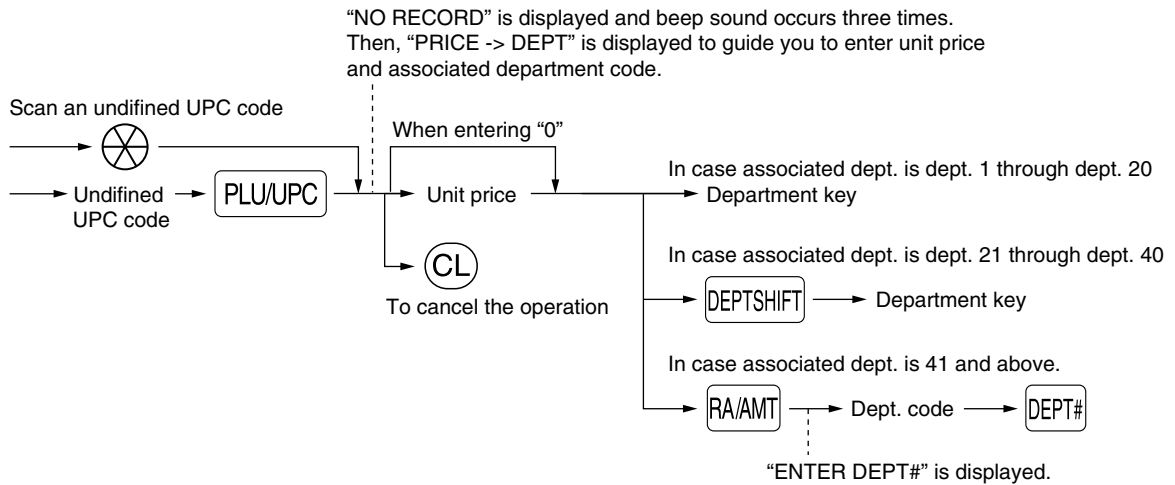 “NO RECORD” is displayed and beep sound occurs three times.
Then, “PRICE -> DEPT” is displayed to guide you to enter unit price
and associated department code.
Scan an undifined UPC code
When entering “0”
Undifined
UPC code
PLU/UPC
Unit price
In case associated dept. is dept. 1 through dept. 20
Department key
CL
To cancel the operation
In case associated dept. is dept. 21 through dept. 40
DEPTSHIFT
Department key
In case associated dept. is 41 and above.
RA/AMT
Dept. code
DEPT#
“ENTER DEPT#” is displayed.